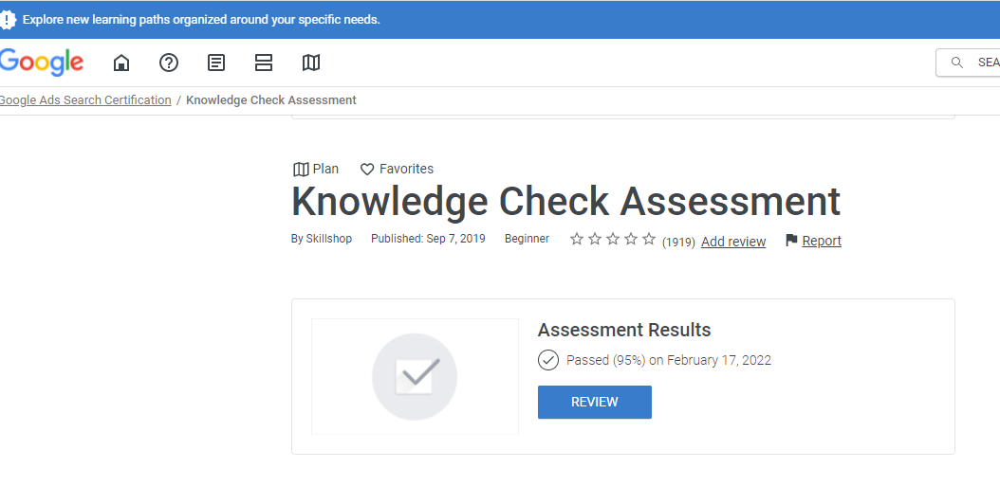 Explore new learning paths organized around your specific needs.
Google
SEA
Google Ads Search Certification / Knowledge Check Assessment
Plan Favorites
Knowledge Check Assessment
By Skillshop Published: Sep 7, 2019 Beginner (1919) Add review Report
Assessment Results
Passed (95%) on February 17, 2022
REVIEW